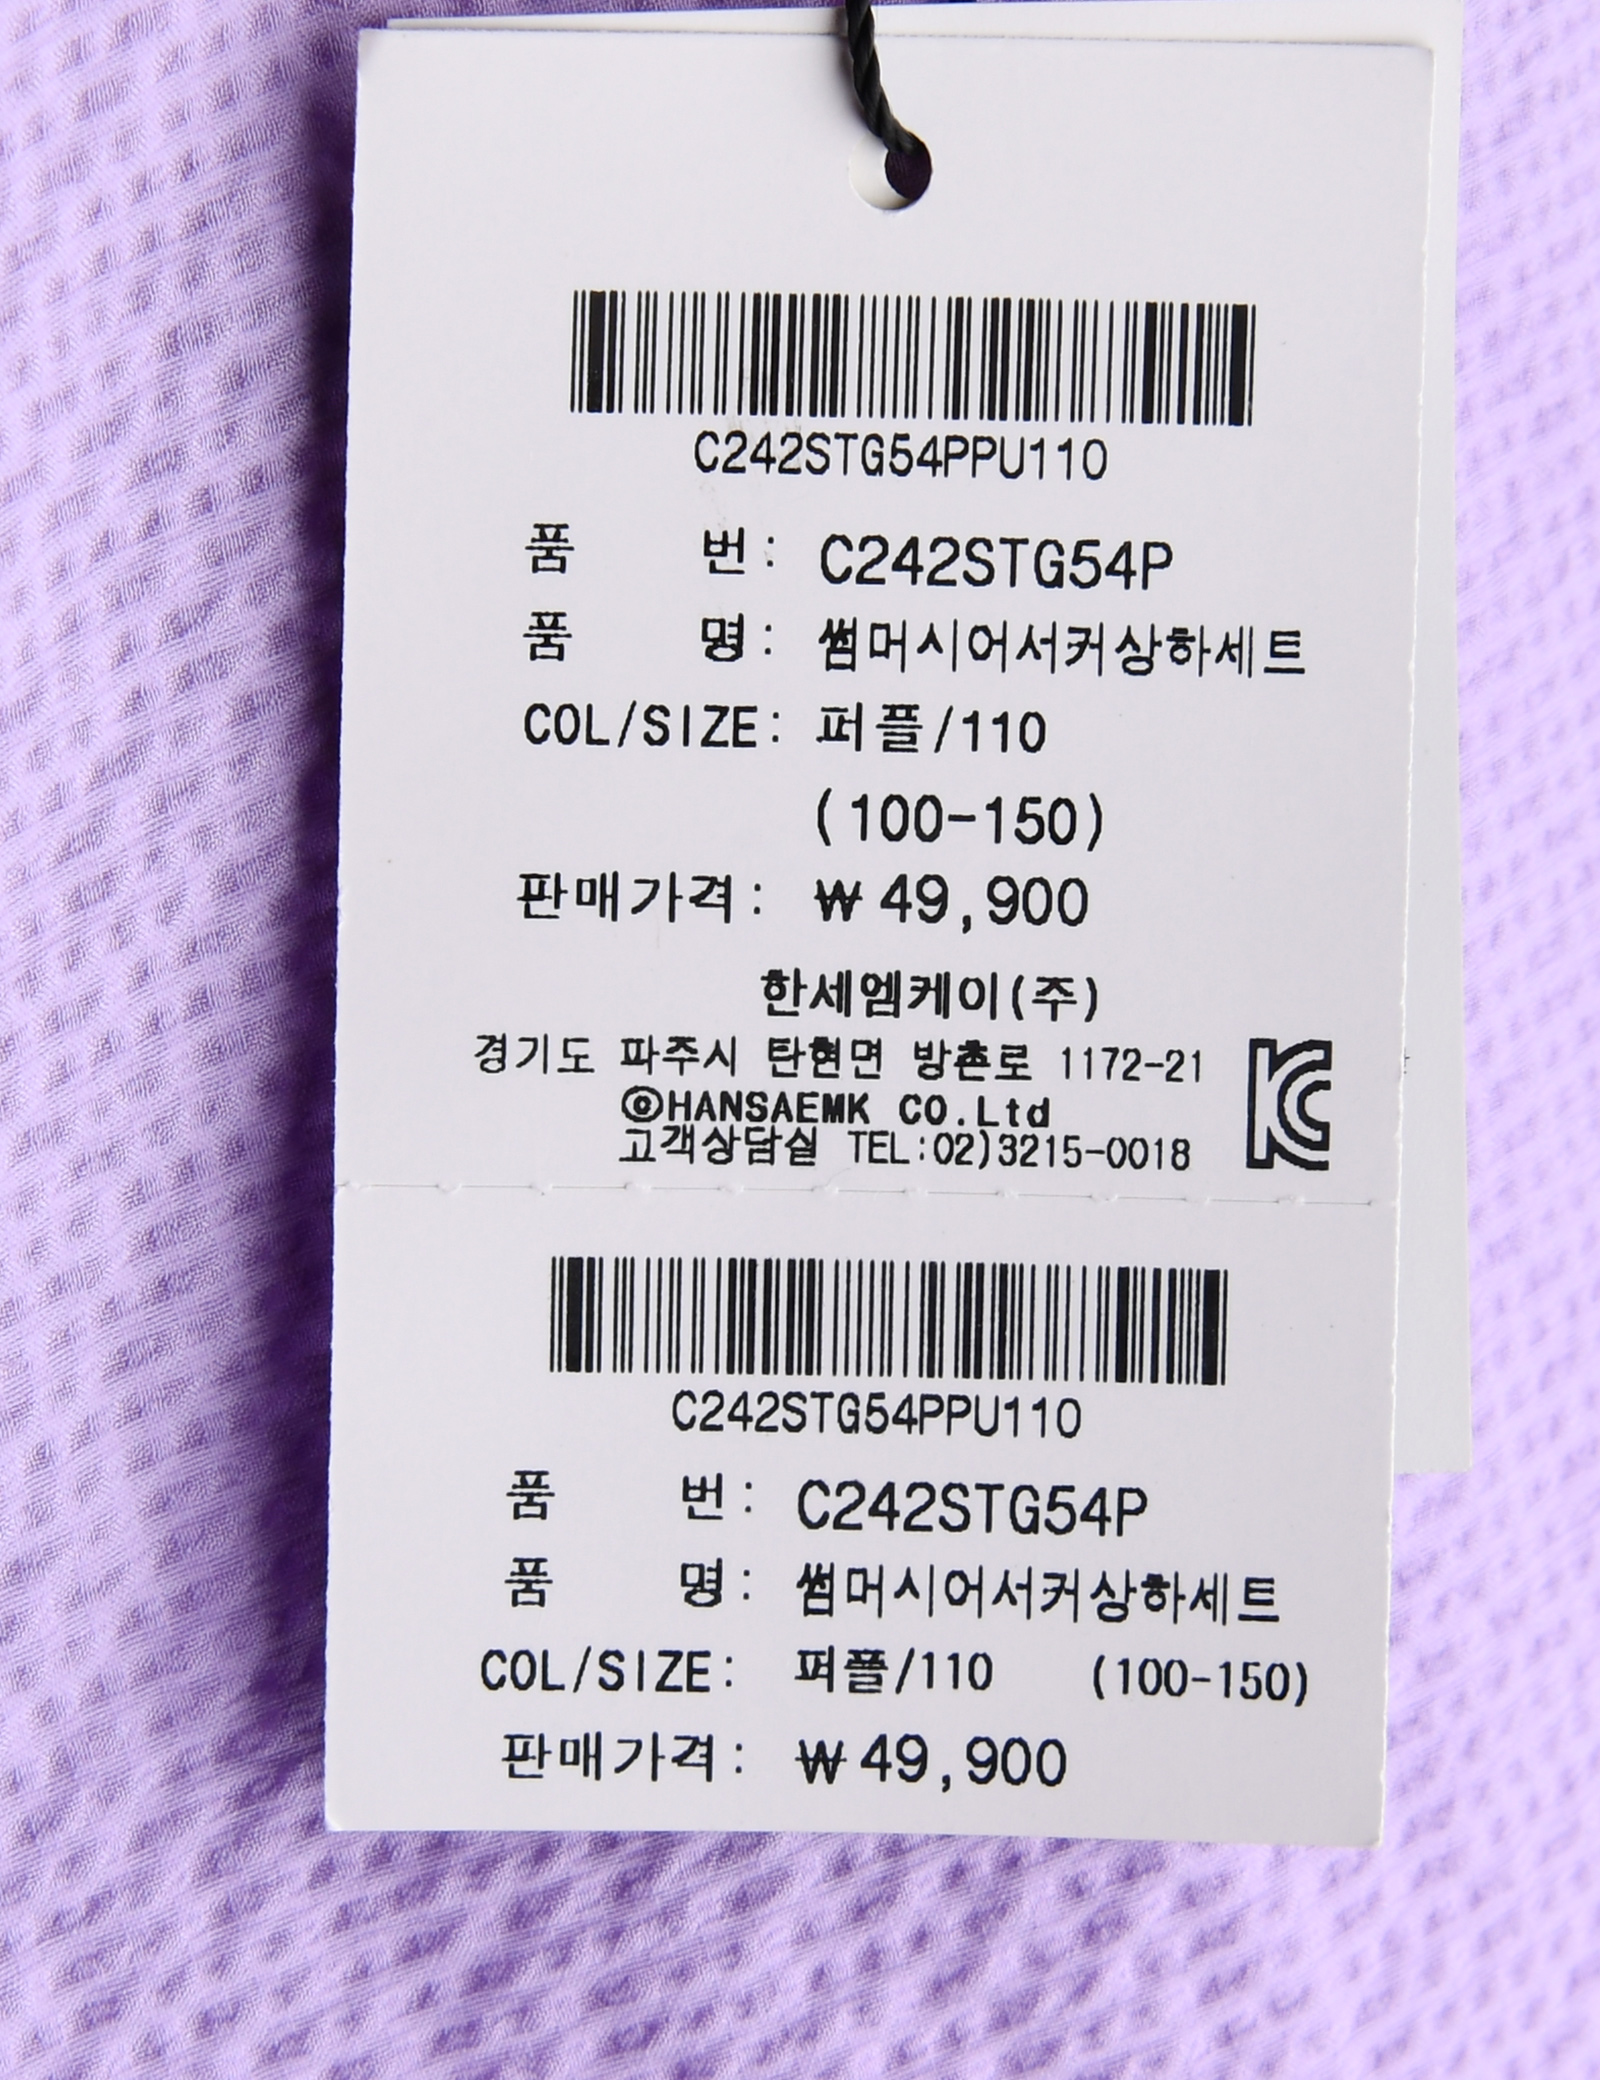 C242STG54PPU110
품 번: C242STG54P
품 명: 썸머시어서커상하세트
COL/SIZE: 퍼플/110
(100-150)
판매가격: ₩49,900
한세엠케이(주)
경기도 파주시 탄현면 방촌로 1172-21
©HANSAEMK CO.Ltd
고객상담실 TEL:02)3215-0018
C242STG54PPU110
품 번: C242STG54P
품 명: 썸머시어서커상하세트
COL/SIZE: 퍼플/110 (100-150)
판매가격: ₩49,900